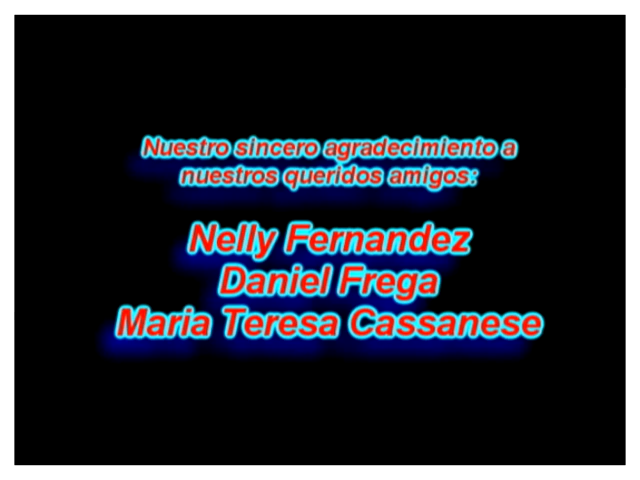 Nuestro sincero agradecimiento a
nuestros queridos amigos:
Nelly Fernandez
Daniel Frega
Maria Teresa Cassanese